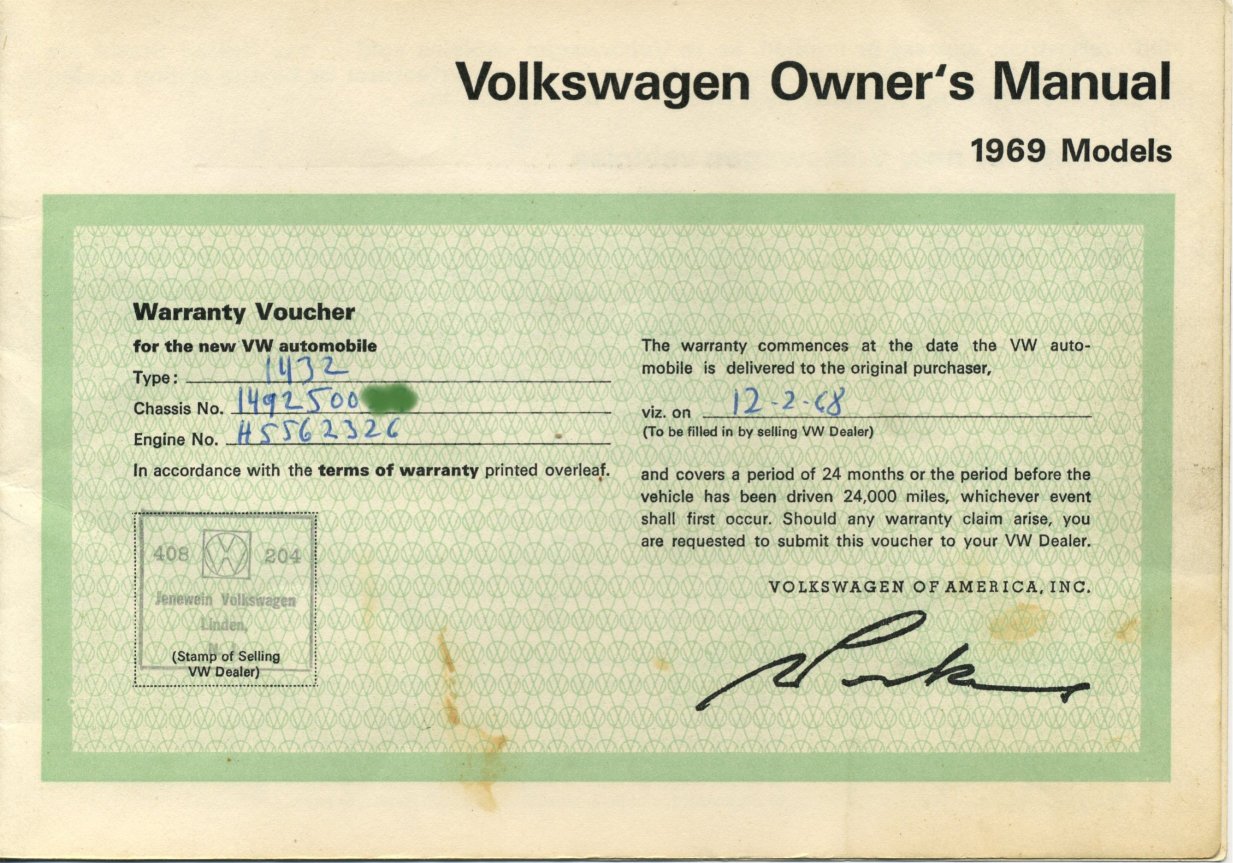 Volkswagen Owner‘s Manual
1969 Models
Warranty Voucher
for the new VW automobile
Type: 1432
Chassis No. 1492500
Engine No. H5562326
In accordance with the terms of warranty printed overleaf.
408 VW 204
Jenewein Volkswagen
Linden,
(Stamp of Selling
VW Dealer)
The warranty commences at the date the VW auto-
mobile is delivered to the original purchaser,
viz. on 12-2-68
(To be filled in by selling VW Dealer)
and covers a period of 24 months or the period before the
vehicle has been driven 24,000 miles, whichever event
shall first occur. Should any warranty claim arise, you
are requested to submit this voucher to your VW Dealer.
VOLKSWAGEN OF AMERICA, INC.